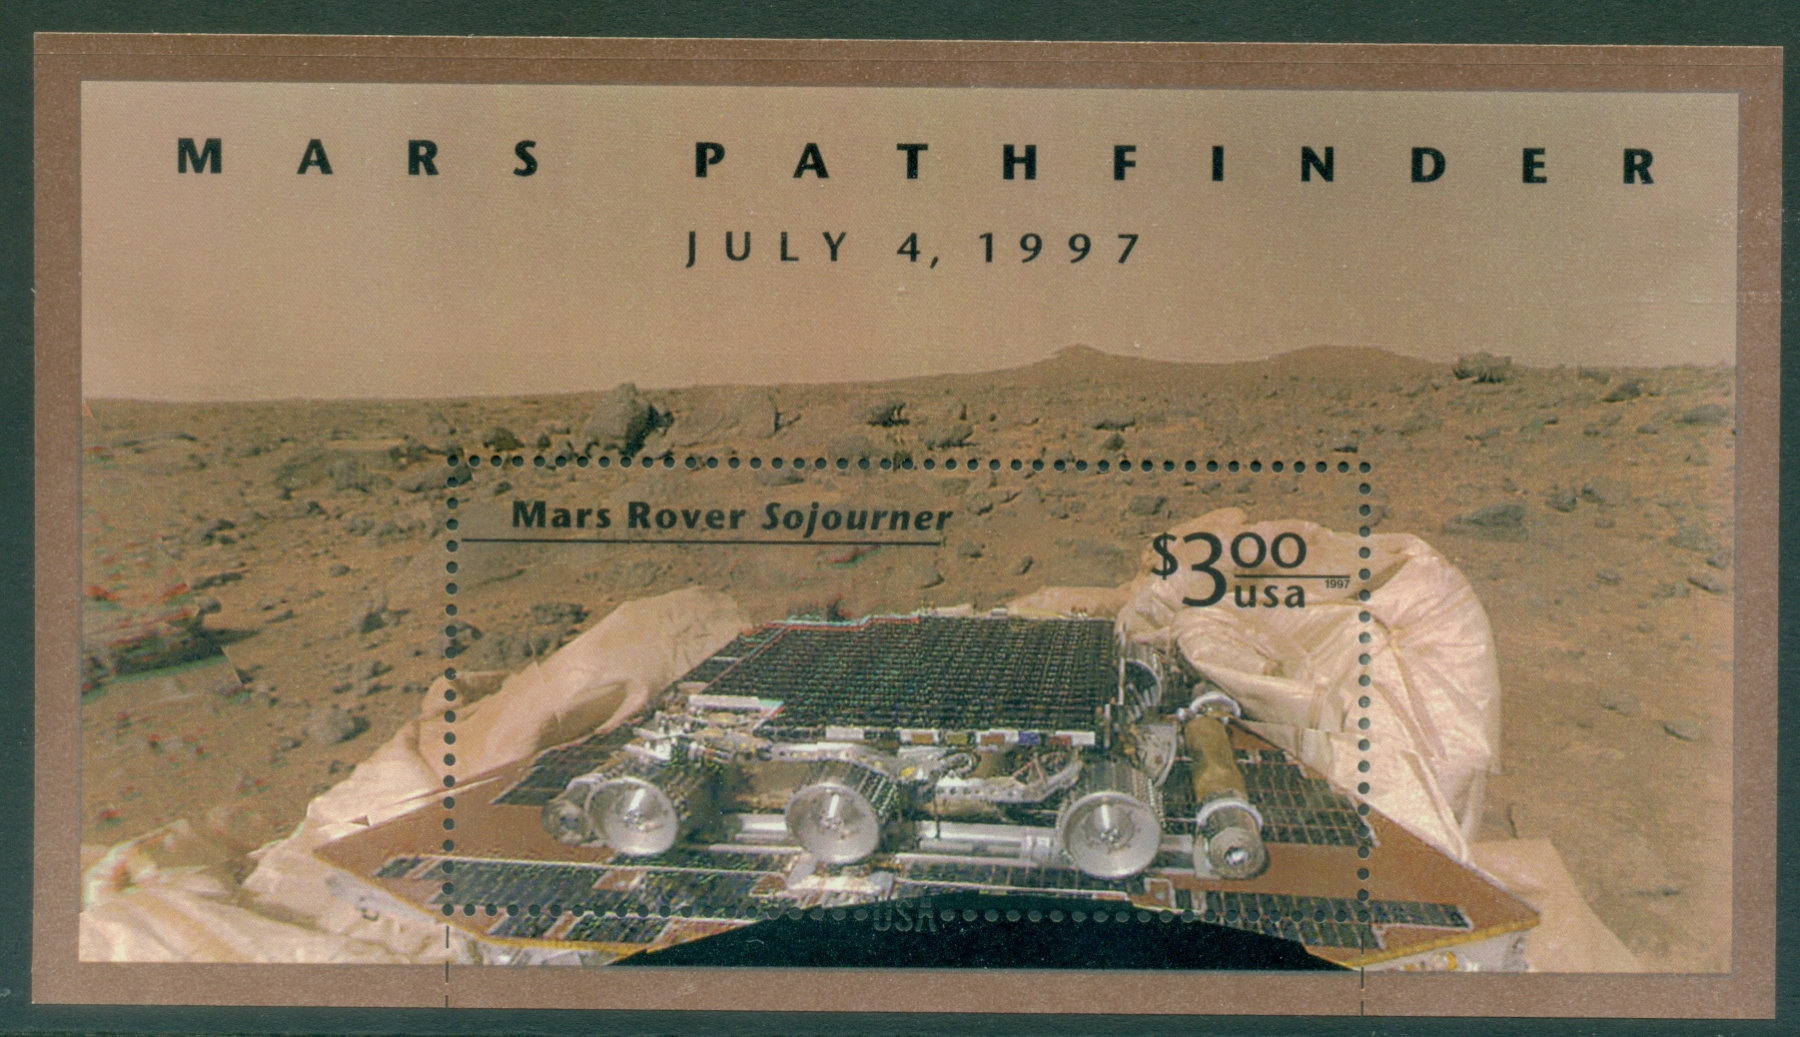 MARS PATHFINDER
JULY 4, 1997
Mars Rover Sojourner
$3.00
usa 1997
USA